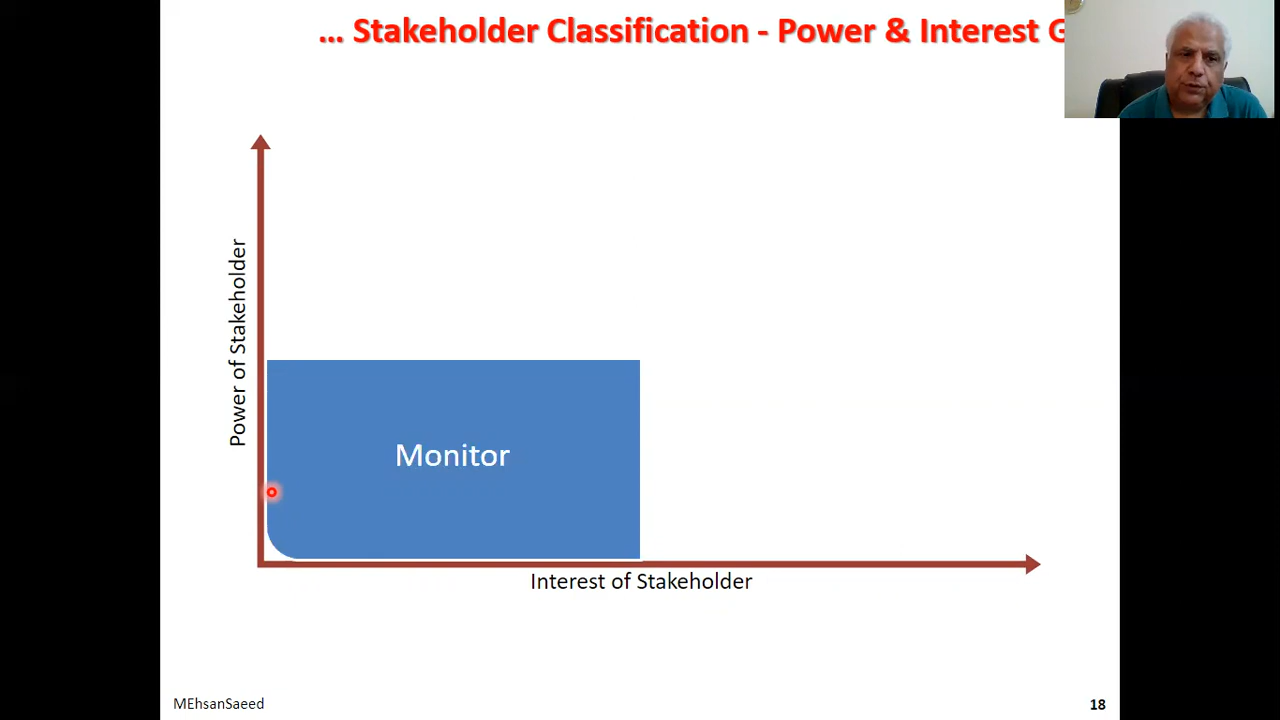 ... Stakeholder Classification - Power & Interest
Power of Stakeholder
Monitor
Interest of Stakeholder
MEhsanSaeed
18